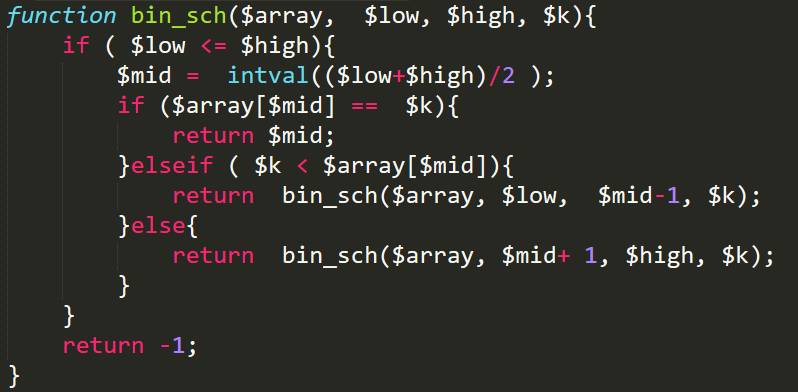 function bin_sch($array,  $low, $high, $k){
    if ( $low <= $high){
        $mid =  intval(($low+$high)/2 );
        if ($array[$mid] ==  $k){
            return $mid;
        }elseif ( $k < $array[$mid]){
            return  bin_sch($array, $low,  $mid-1, $k);
        }else{
            return  bin_sch($array, $mid+ 1, $high, $k);
        }
    }
    return -1;
}